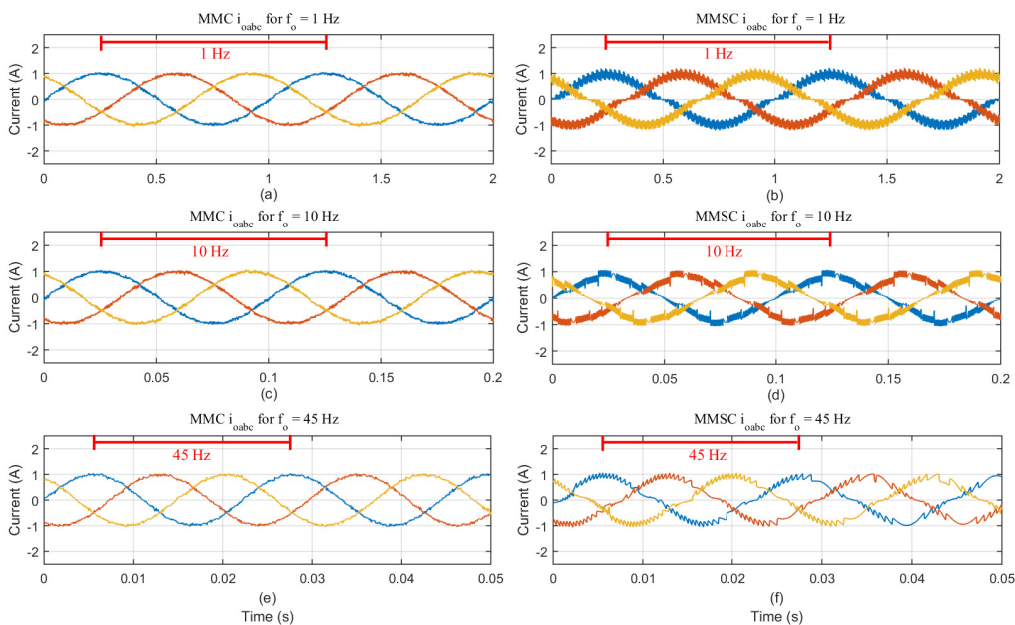 MMC i_oabc for f_o = 1 Hz
1 Hz
Current (A)
2
1
0
-1
-2
0
0.5
1
1.5
2
(a)
MMSC i_oabc for f_o = 1 Hz
1 Hz
Current (A)
2
1
0
-1
-2
0
0.5
1
1.5
2
(b)
MMC i_oabc for f_o = 10 Hz
10 Hz
Current (A)
2
1
0
-1
-2
0
0.05
0.1
0.15
0.2
(c)
MMSC i_oabc for f_o = 10 Hz
10 Hz
Current (A)
2
1
0
-1
-2
0
0.05
0.1
0.15
0.2
(d)
MMC i_oabc for f_o = 45 Hz
45 Hz
Current (A)
2
1
0
-1
-2
0
0.01
0.02
0.03
0.04
0.05
(e)
Time (s)
MMSC i_oabc for f_o = 45 Hz
45 Hz
Current (A)
2
1
0
-1
-2
0
0.01
0.02
0.03
0.04
0.05
(f)
Time (s)